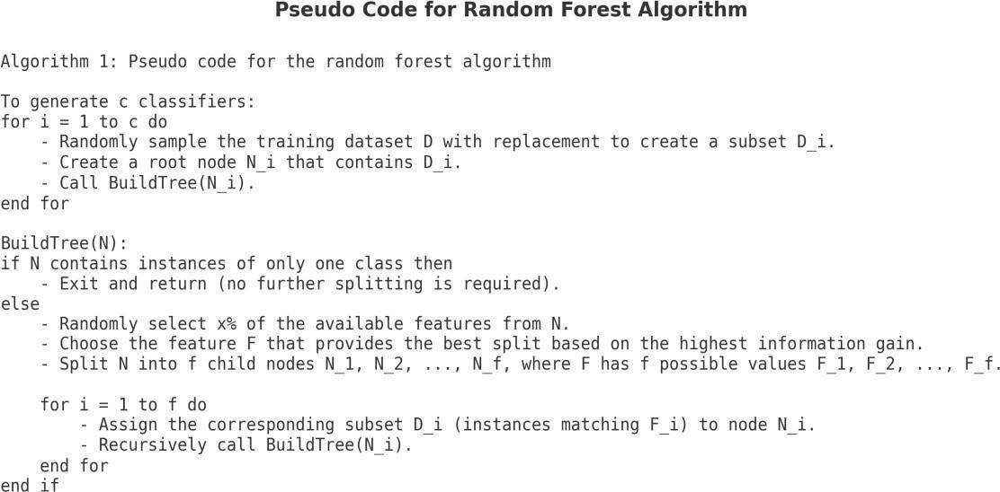 Pseudo Code for Random Forest Algorithm
Algorithm 1: Pseudo code for the random forest algorithm
To generate c classifiers:
for i = 1 to c do
    - Randomly sample the training dataset D with replacement to create a subset D_i.
    - Create a root node N_i that contains D_i.
    - Call BuildTree(N_i).
end for
BuildTree(N):
if N contains instances of only one class then
    - Exit and return (no further splitting is required).
else
    - Randomly select x% of the available features from N.
    - Choose the feature F that provides the best split based on the highest information gain.
    - Split N into f child nodes N_1, N_2, ..., N_f, where F has f possible values F_1, F_2, ..., F_f.
    for i = 1 to f do
        - Assign the corresponding subset D_i (instances matching F_i) to node N_i.
        - Recursively call BuildTree(N_i).
    end for
end if